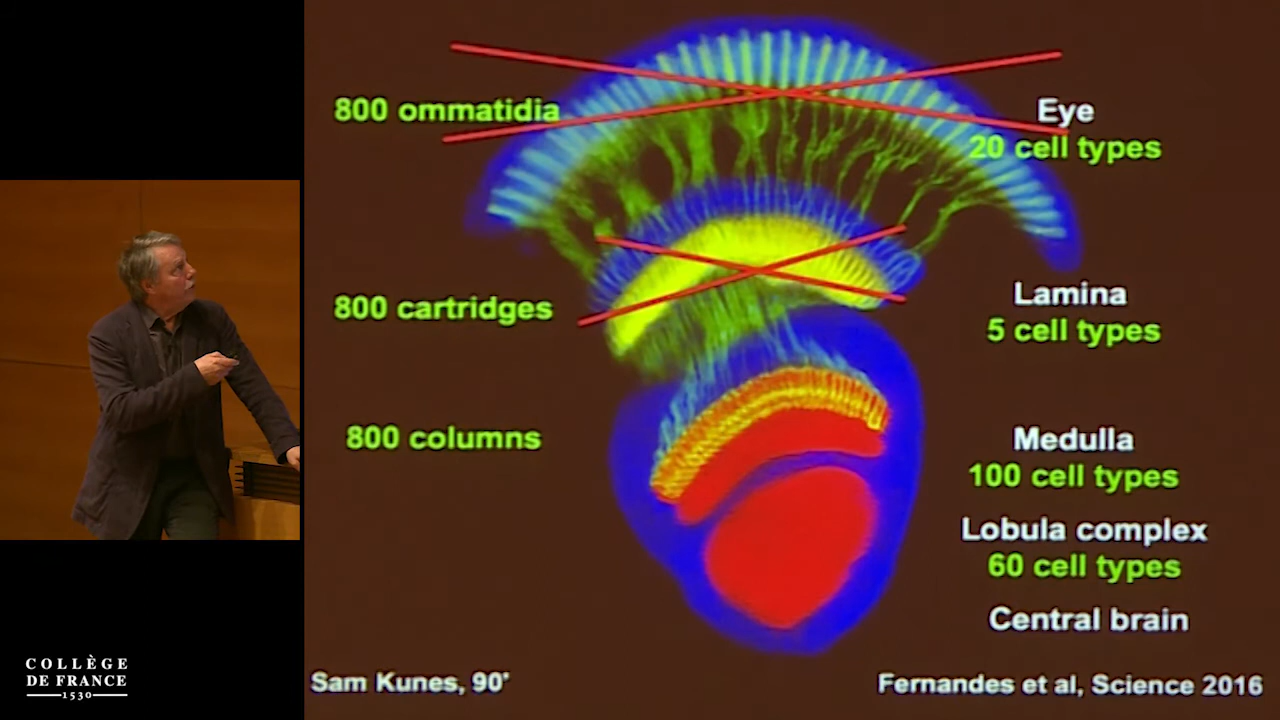 800 ommatidia
Eye
20 cell types
800 cartridges
Lamina
5 cell types
800 columns
Medulla
100 cell types
Lobula complex
60 cell types
Central brain
Sam Kunes, 90'
Fernandes et al, Science 2016
COLLÈGE
DE FRANCE
1530